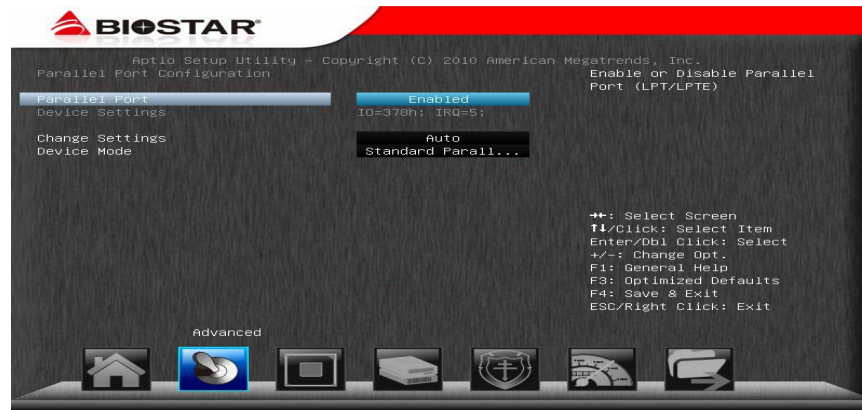 BIOSTAR
Aptio Setup Utility - Copyright (C) 2010 American Megatrends, Inc.
Parallel Port Configuration
Parallel Port Enabled
Device Settings IO=378h; IRQ=5;
Change Settings Auto
Device Mode Standard Parall...
Enable or Disable Parallel
Port (LPT/LPTE)
→←: Select Screen
↑↓/Click: Select Item
Enter/Dbl Click: Select
+/-: Change Opt.
F1: General Help
F3: Optimized Defaults
F4: Save & Exit
ESC/Right Click: Exit
Advanced